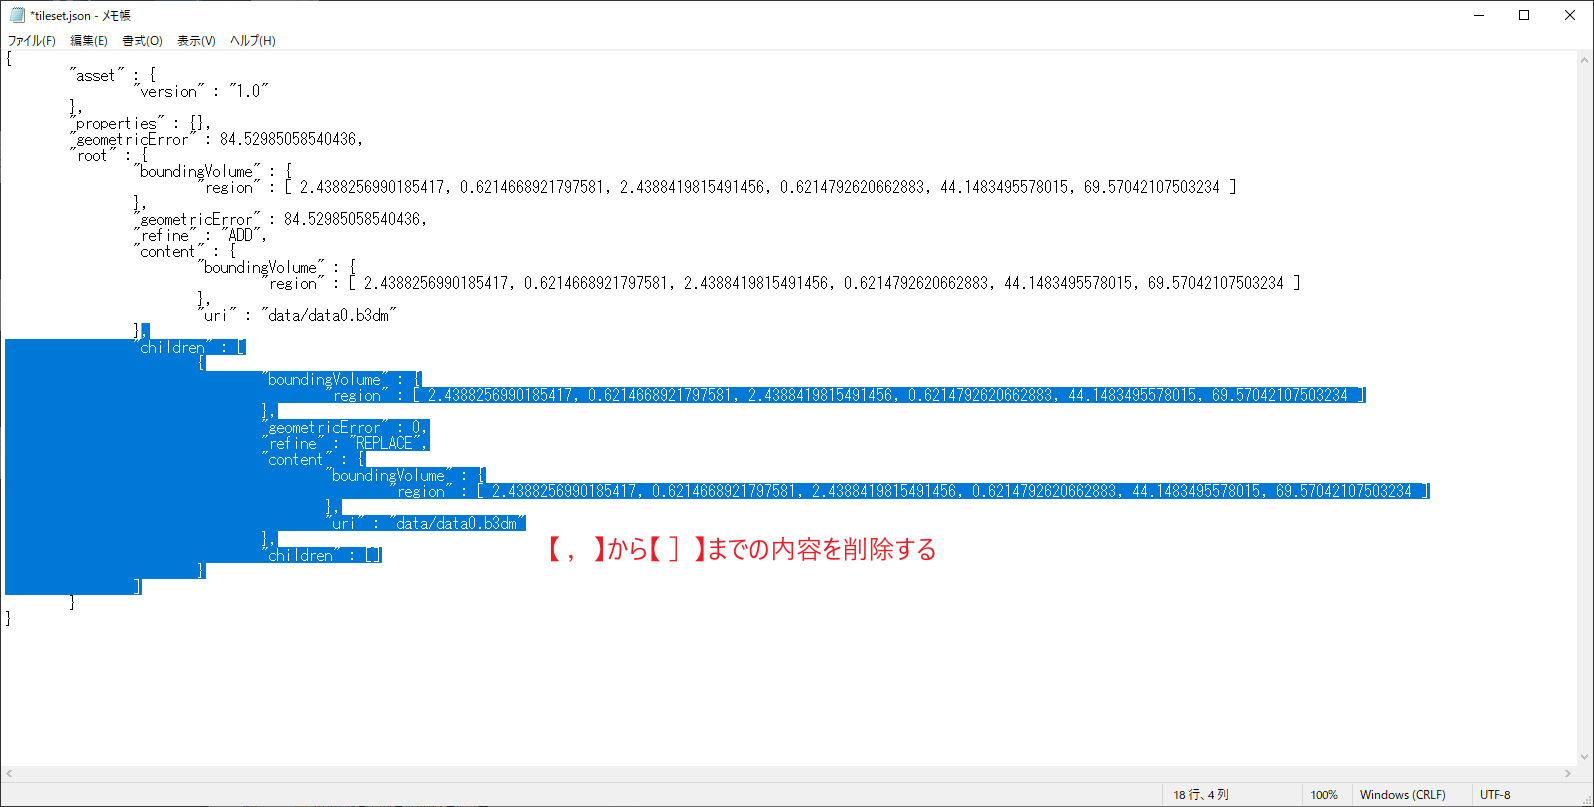 *tileset.json - メモ帳
ファイル(F) 編集(E) 書式(O) 表示(V) ヘルプ(H)
{
"asset" : {
"version" : "1.0"
},
"properties" : {},
"geometricError" : 84.52985058540436,
"root" : {
"boundingVolume" : {
"region" : [ 2.4388256990185417, 0.6214668921797581, 2.4388419815491456, 0.6214792620662883, 44.1483495578015, 69.57042107503234 ]
},
"geometricError" : 84.52985058540436,
"refine" : "ADD",
"content" : {
"boundingVolume" : {
"region" : [ 2.4388256990185417, 0.6214668921797581, 2.4388419815491456, 0.6214792620662883, 44.1483495578015, 69.57042107503234 ]
},
"uri" : "data/data0.b3dm"
},
"children" : [
{
"boundingVolume" : {
"region" : [ 2.4388256990185417, 0.6214668921797581, 2.4388419815491456, 0.6214792620662883, 44.1483495578015, 69.57042107503234 ]
},
"geometricError" : 0,
"refine" : "REPLACE",
"content" : {
"boundingVolume" : {
"region" : [ 2.4388256990185417, 0.6214668921797581, 2.4388419815491456, 0.6214792620662883, 44.1483495578015, 69.57042107503234 ]
},
"uri" : "data/data0.b3dm"
},
"children" : []
【 , 】から【 ] 】までの内容を削除する
}
]
}
}
18 行、4 列 100% Windows (CRLF) UTF-8